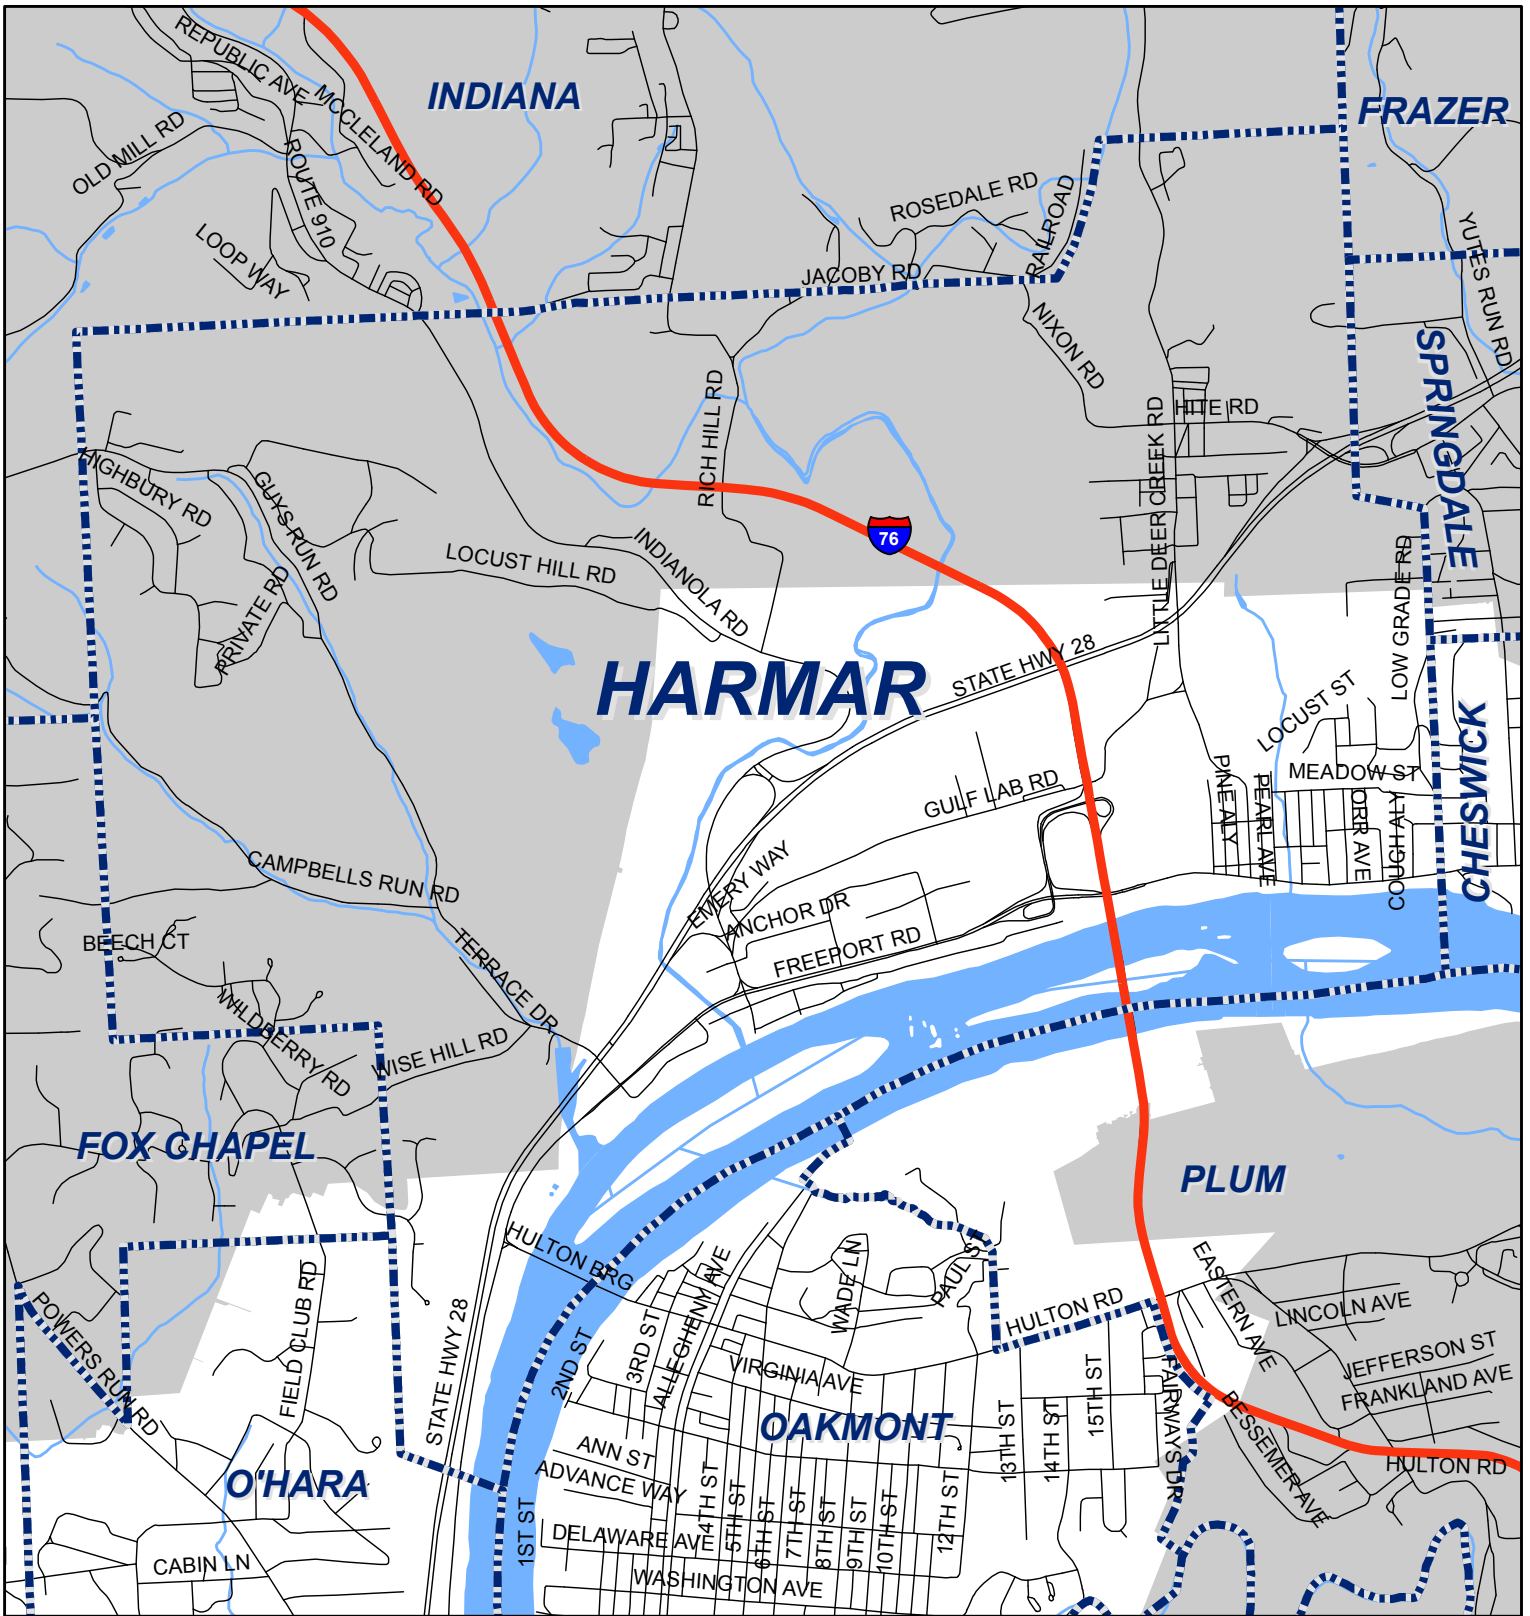 REPUBLIC AVE
INDIANA
FRAZER
MCCLELAND RD
OLD MILL RD
ROUTE 910
ROSEDALE RD
RAILROAD
LOOP WAY
YUTES RUN RD
JACOBY RD
NIXON RD
SPRINGDALE
RICH HILL RD
HITE RD
LITTLE DEER CREEK RD
HIGHBURY RD
GUYS RUN RD
76
LOCUST HILL RD
INDIANOLA RD
LOW GRADE RD
PRIVATE RD
HARMAR
STATE HWY 28
LOCUST ST
CHESWICK
MEADOW ST
GULF LAB RD
PINE ALY
PEARL AVE
ORR AVE
COUGH ALY
CAMPBELLS RUN RD
EMERY WAY
ANCHOR DR
FREEPORT RD
BEECH CT
TERRACE DR
WILDBERRY RD
WISE HILL RD
FOX CHAPEL
PLUM
HULTON BRG
ALLEGHENY AVE
WADE LN
PAUL ST
EASTERN AVE
FIELD CLUB RD
POWERS RUN RD
STATE HWY 28
HULTON RD
LINCOLN AVE
2ND ST
3RD ST
VIRGINIA AVE
JEFFERSON ST
FRANKLAND AVE
15TH ST
FAIRWAYS DR
OAKMONT
13TH ST
14TH ST
BESSEMER AVE
HULTON RD
O'HARA
ANN ST
ADVANCE WAY
1ST ST
DELAWARE AVE
4TH ST
5TH ST
6TH ST
7TH ST
8TH ST
9TH ST
10TH ST
12TH ST
CABIN LN
WASHINGTON AVE